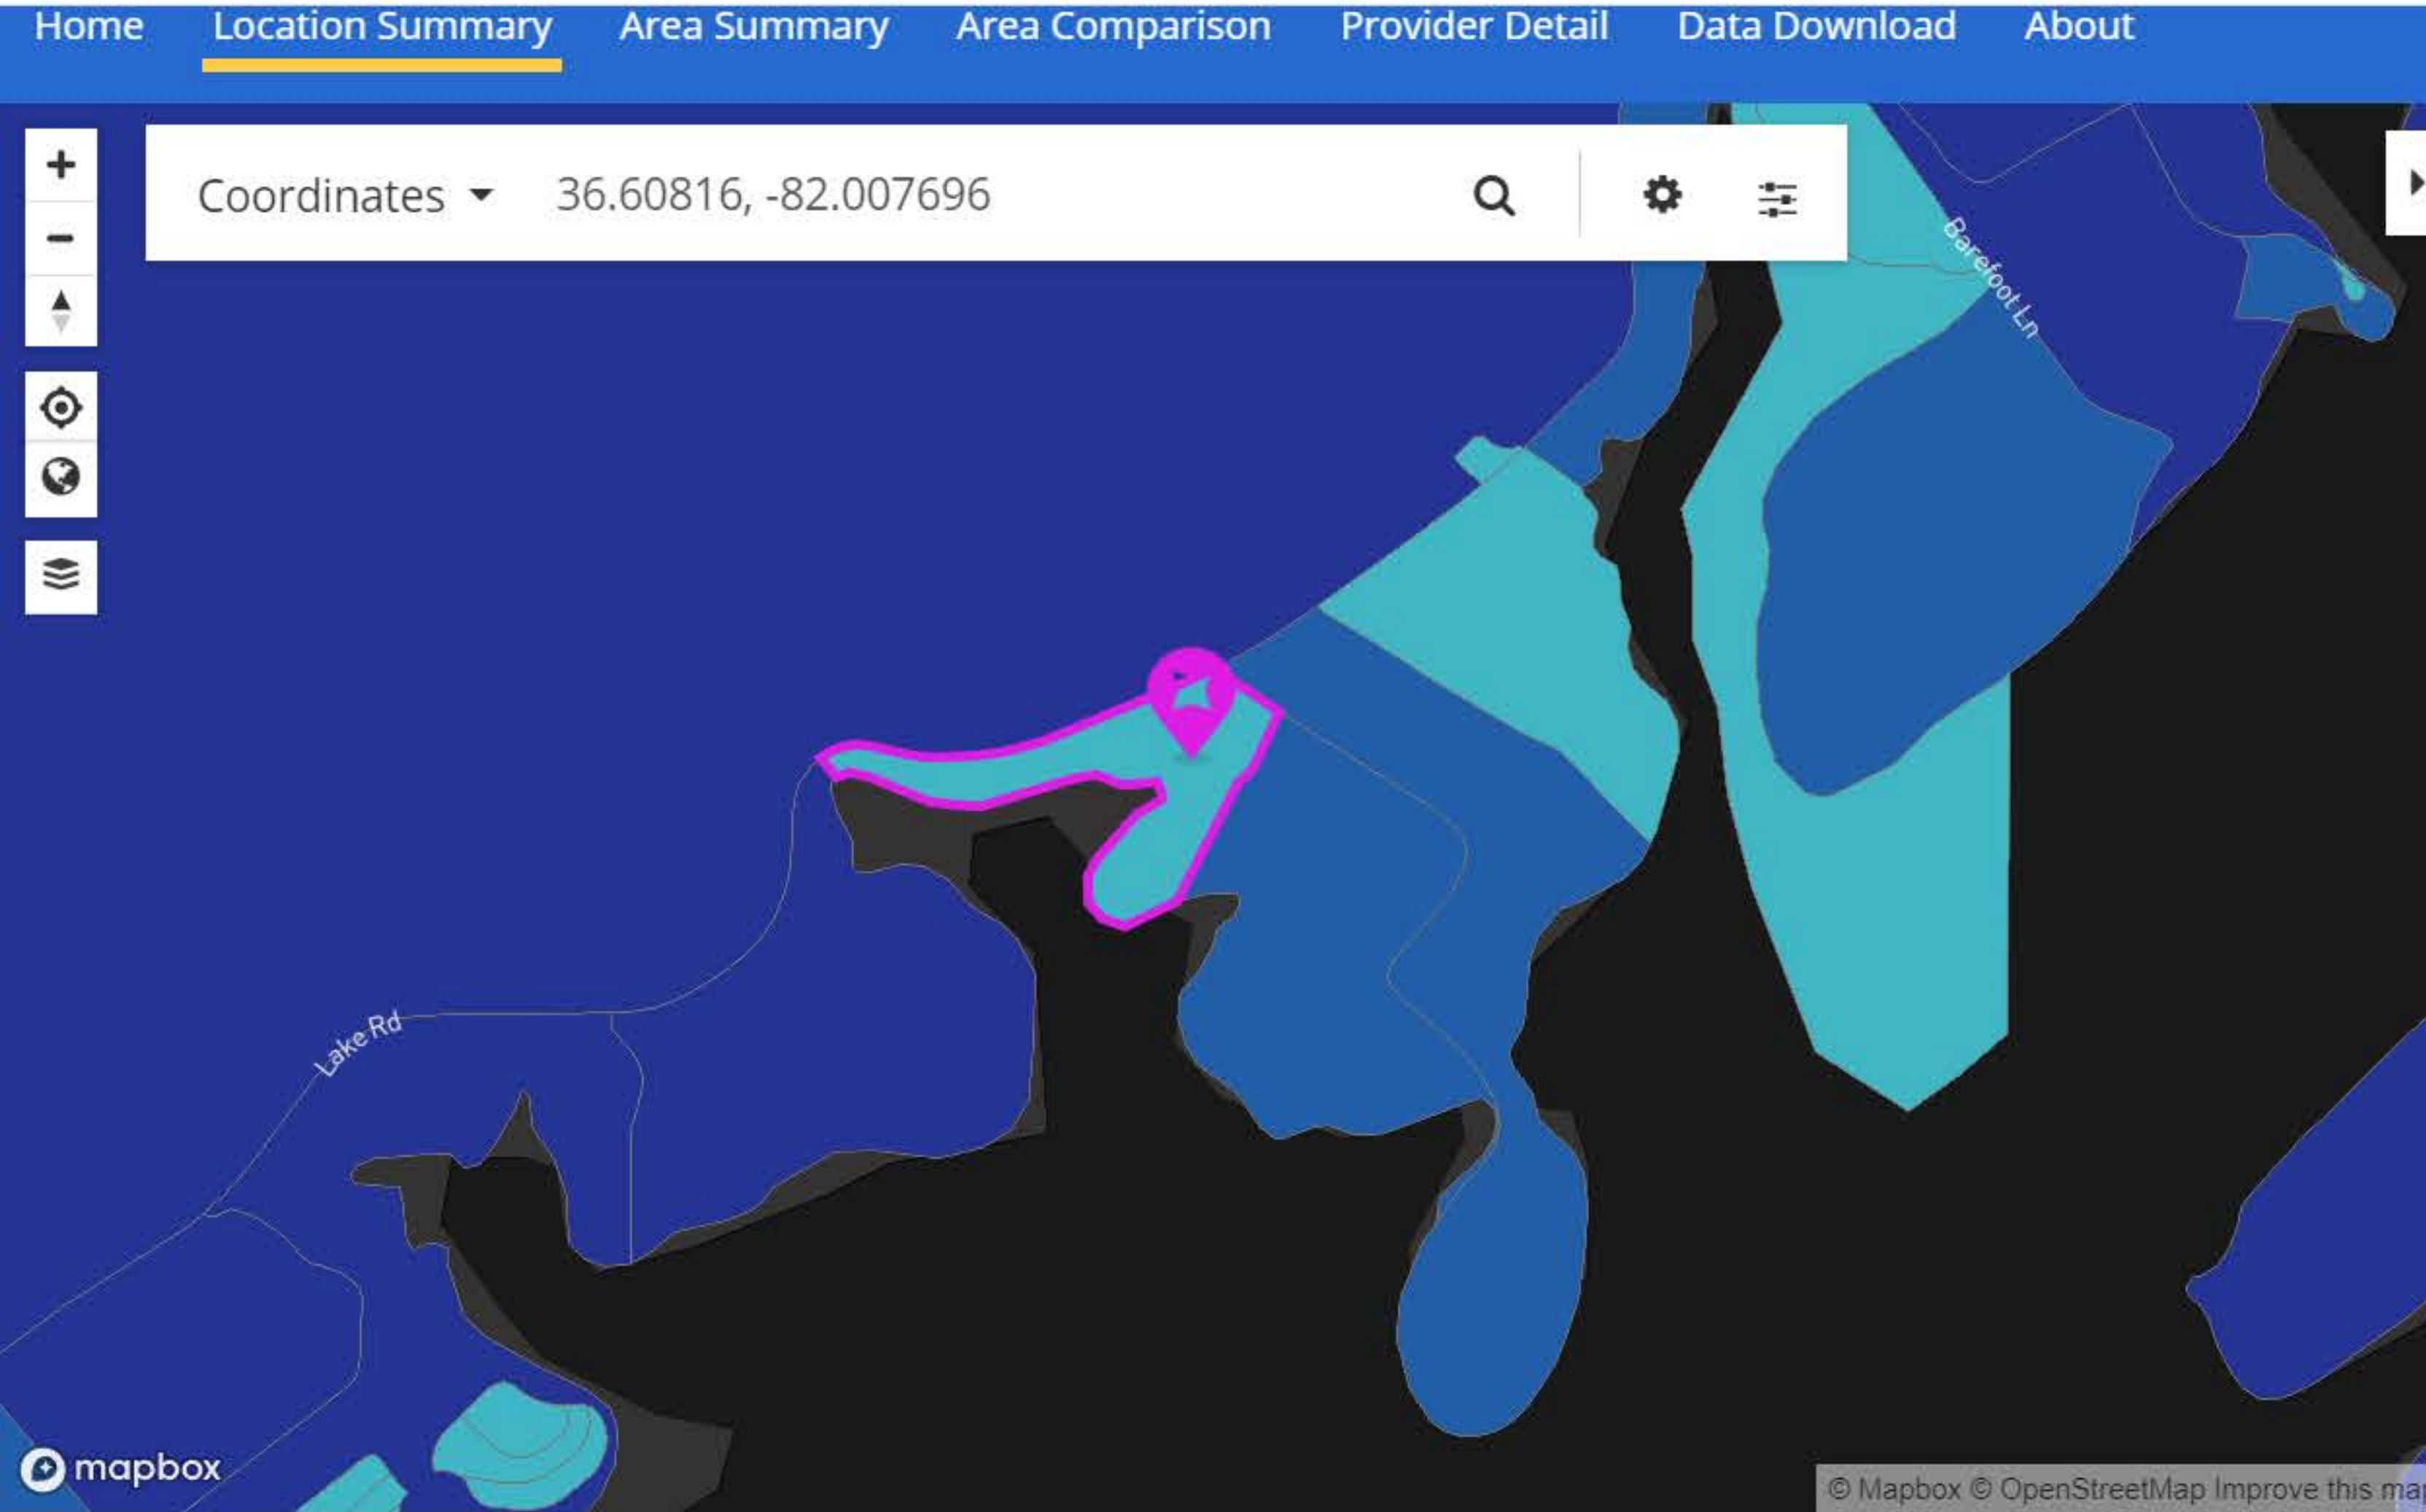 Home Location Summary Area Summary Area Comparison Provider Detail Data Download About
Coordinates 36.60816, -82.007696
Barefoot Ln
Lake Rd
mapbox
© Mapbox © OpenStreetMap Improve this ma